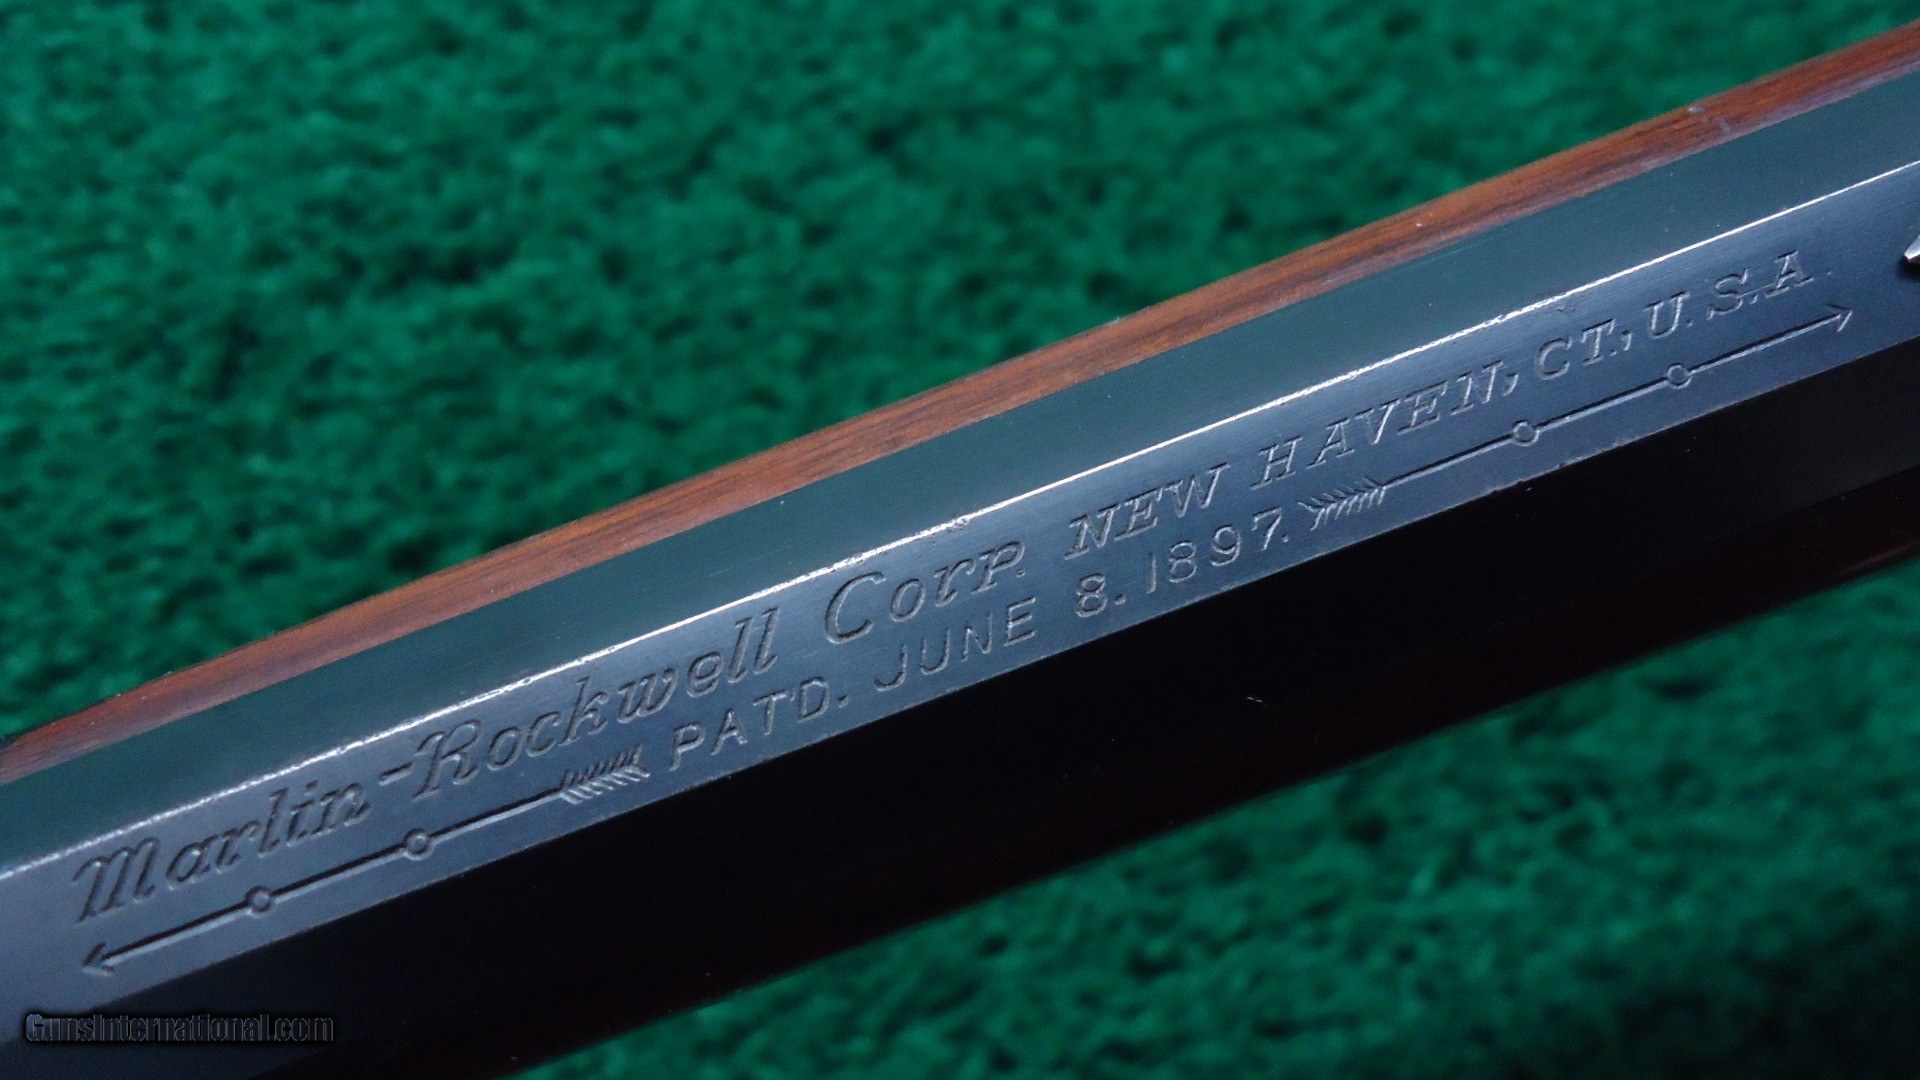 Marlin-Rockwell Corp. NEW HAVEN, CT., U.S.A.
PATD. JUNE 8. 1897.
GunsInternational.com